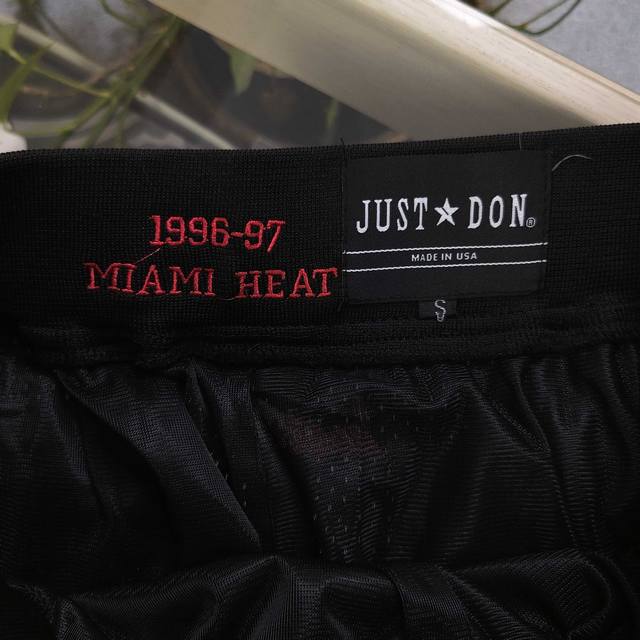 1996-97
MIAMI HEAT
JUST★DON®
MADE IN USA
S